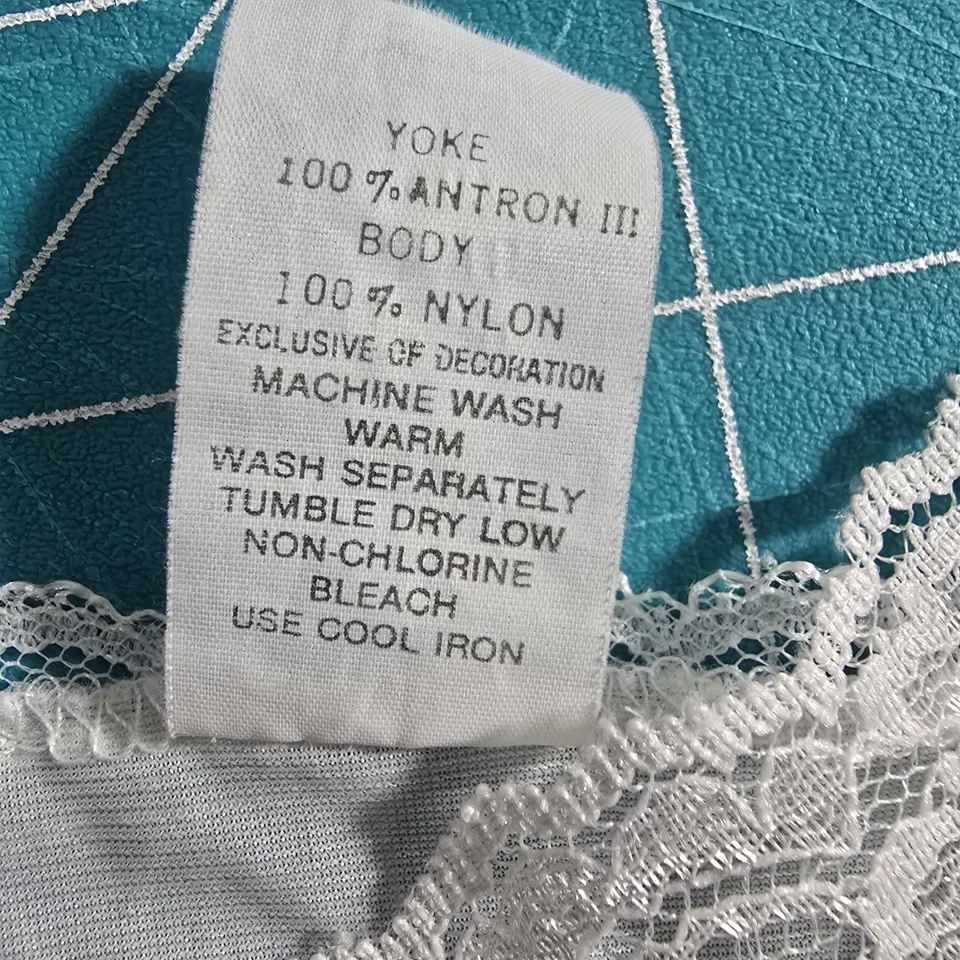 YOKE
100 % ANTRON III
BODY
100 % NYLON
EXCLUSIVE OF DECORATION
MACHINE WASH
WARM
WASH SEPARATELY
TUMBLE DRY LOW
NON-CHLORINE
BLEACH
USE COOL IRON